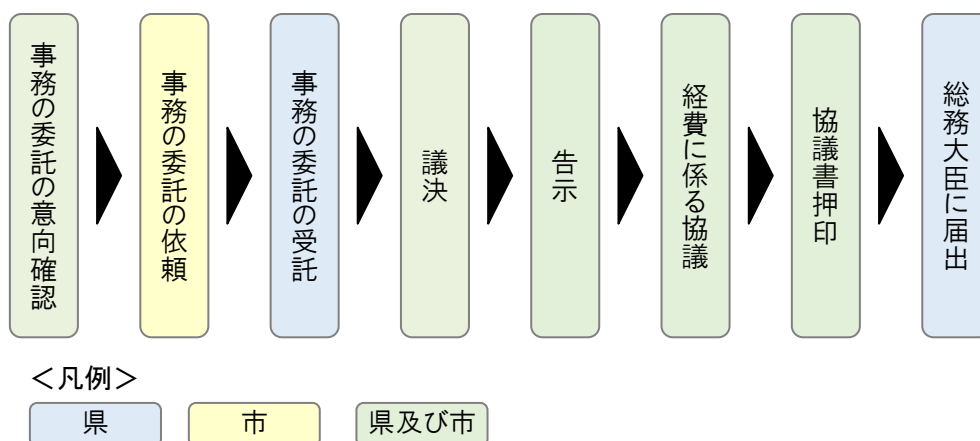 事務の委託の意向確認
事務の委託の依頼
事務の委託の受託
議決
告示
経費に係る協議
協議書押印
総務大臣に届出
＜凡例＞
県
市
県及び市